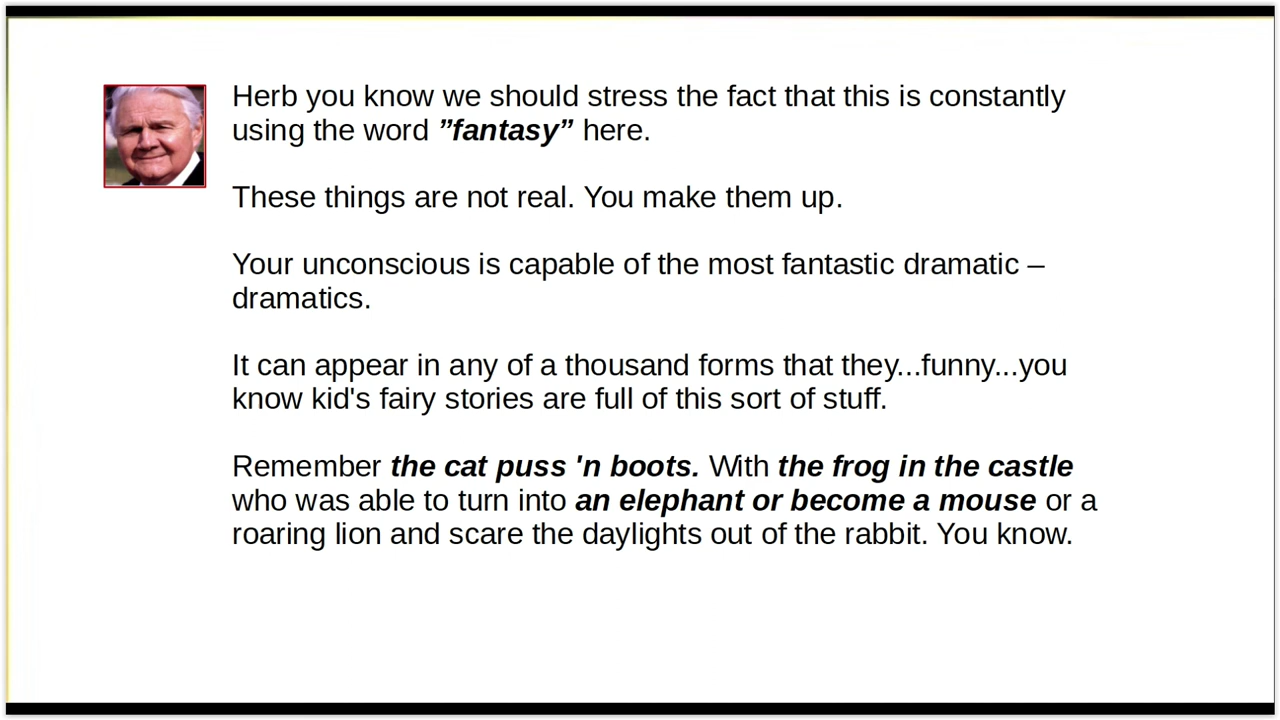 Herb you know we should stress the fact that this is constantly
using the word ”fantasy” here.
These things are not real. You make them up.
Your unconscious is capable of the most fantastic dramatic –
dramatics.
It can appear in any of a thousand forms that they...funny...you
know kid's fairy stories are full of this sort of stuff.
Remember the cat puss 'n boots. With the frog in the castle
who was able to turn into an elephant or become a mouse or a
roaring lion and scare the daylights out of the rabbit. You know.